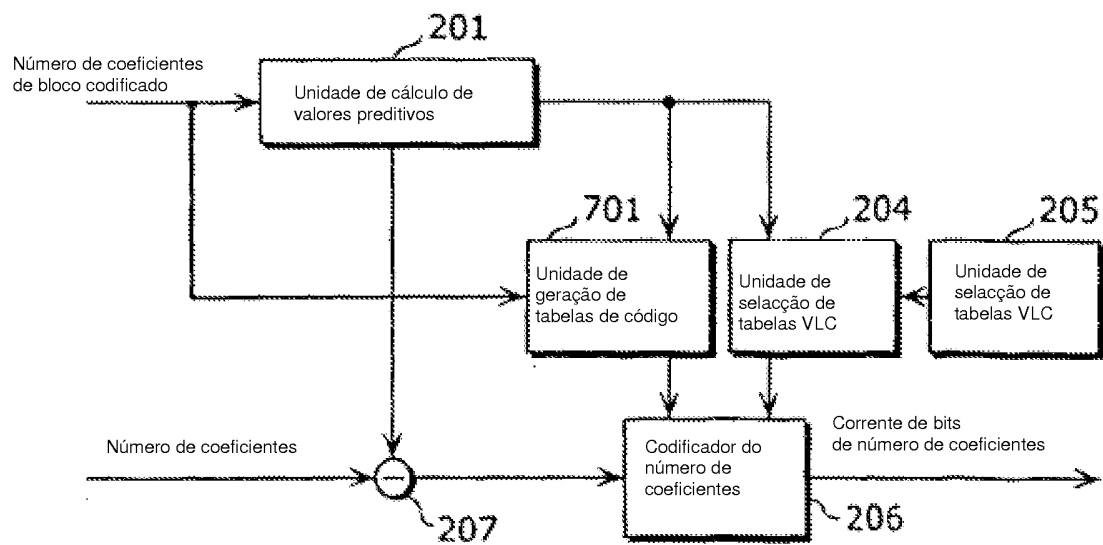 201
Número de coeficientes
de bloco codificado
Unidade de cálculo de
valores preditivos
701
204
205
Unidade de
geração de
tabelas de código
Unidade de
selacção de
tabelas VLC
Unidade de
selacção de
tabelas VLC
Número de coeficientes
Codificador do
número de
coeficientes
Corrente de bits
de número de coeficientes
207
206